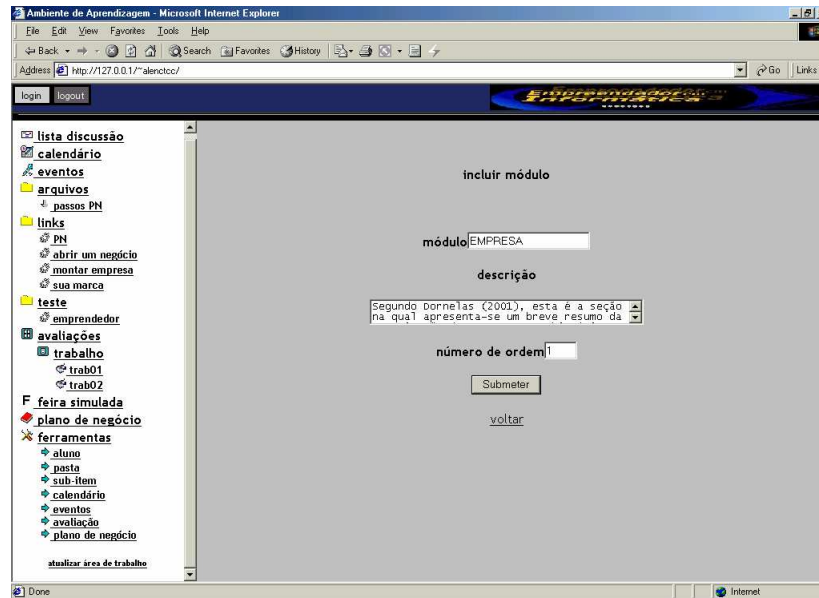 Ambiente de Aprendizagem - Microsoft Internet Explorer
File Edit View Favorites Tools Help
Back Search Favorites History
Address http://127.0.0.1/~alenctcc/ Go Links
login logout
Empreendedor em
Informática
lista discussão
calendário
eventos
arquivos
passos PN
links
PN
abrir um negócio
montar empresa
sua marca
teste
emprendedor
avaliações
trabalho
trab01
trab02
F feira simulada
plano de negócio
ferramentas
aluno
pasta
sub-item
calendário
eventos
avaliação
plano de negócio
atualizar área de trabalho
incluir módulo
módulo EMPRESA
descrição
Segundo Dornelas (2001), esta é a seção
na qual apresenta-se um breve resumo da
número de ordem 1
Submeter
voltar
Done Internet